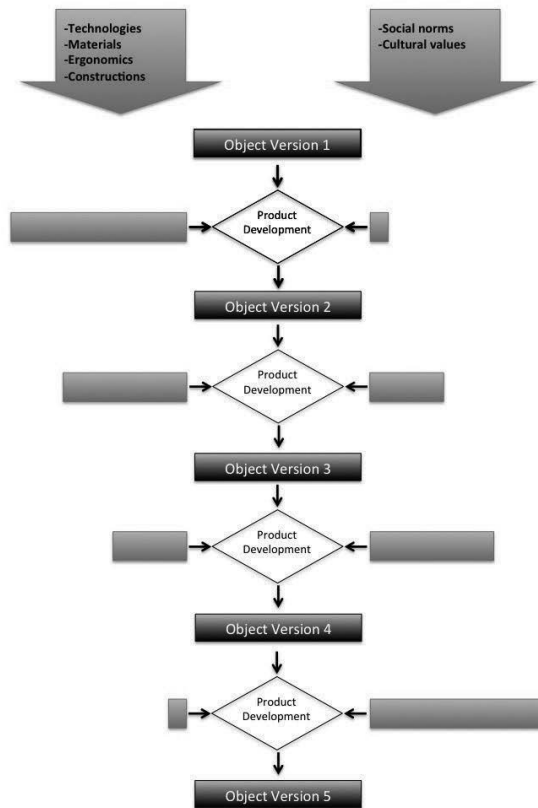 -Technologies
-Materials
-Ergonomics
-Constructions
-Social norms
-Cultural values
Object Version 1
Product
Development
Object Version 2
Product
Development
Object Version 3
Product
Development
Object Version 4
Product
Development
Object Version 5